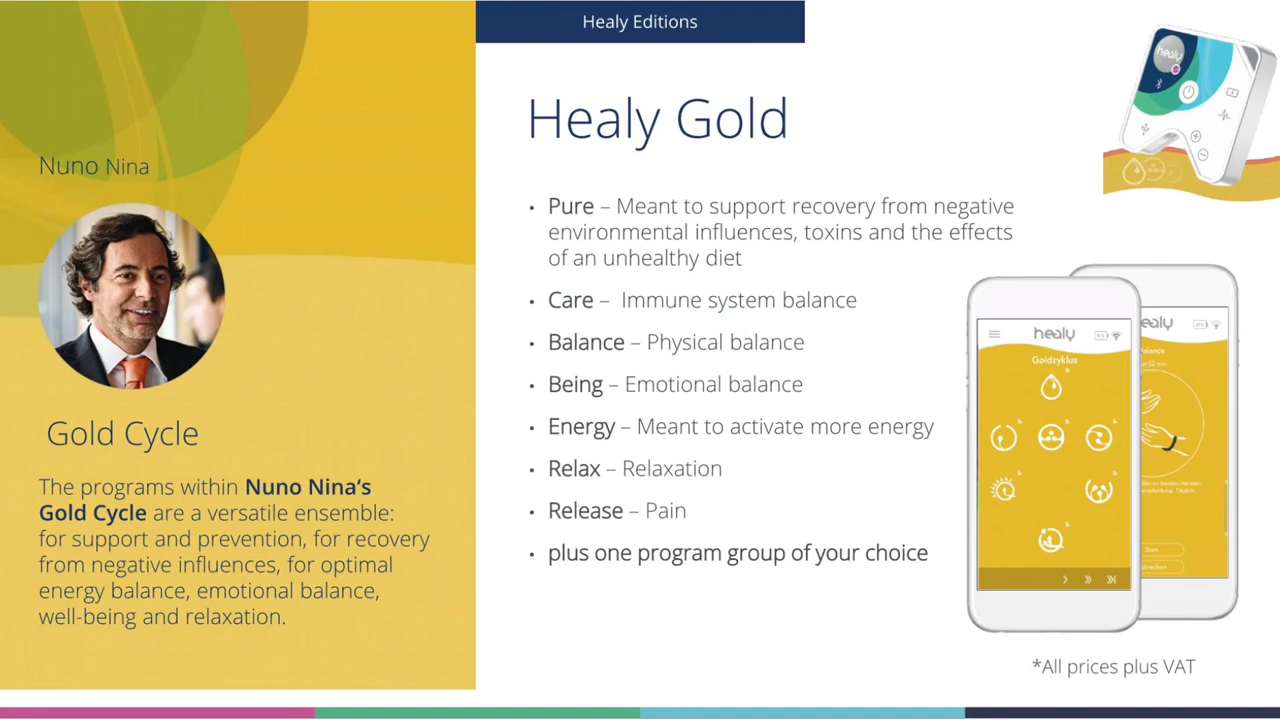 Healy Editions
Nuno Nina
Gold Cycle
The programs within Nuno Nina's
Gold Cycle are a versatile ensemble:
for support and prevention, for recovery
from negative influences, for optimal
energy balance, emotional balance,
well-being and relaxation.
Healy Gold
• Pure – Meant to support recovery from negative
environmental influences, toxins and the effects
of an unhealthy diet
• Care – Immune system balance
• Balance – Physical balance
• Being – Emotional balance
• Energy – Meant to activate more energy
• Relax – Relaxation
• Release – Pain
• plus one program group of your choice
healy
healy
Goldzyklus
*All prices plus VAT